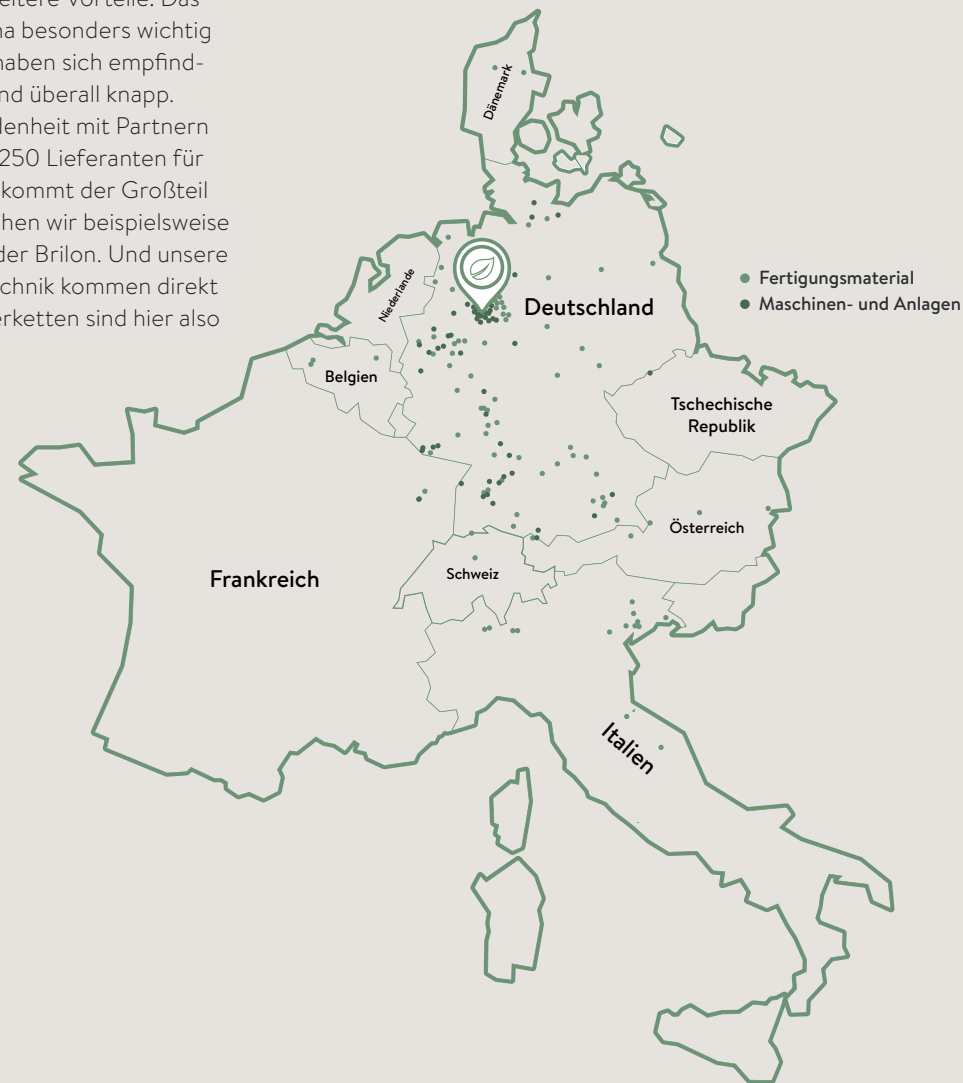 eitere Vorteile. Das
na besonders wichtig
haben sich empfind-
nd überall knapp.
denheit mit Partnern
250 Lieferanten für
kommt der Großteil
hen wir beispielsweise
der Brilon. Und unsere
chnik kommen direkt
erketten sind hier also
Dänemark
Niederlande
Deutschland
Fertigungsmaterial
Maschinen- und Anlagen
Belgien
Tschechische
Republik
Österreich
Schweiz
Frankreich
Italien